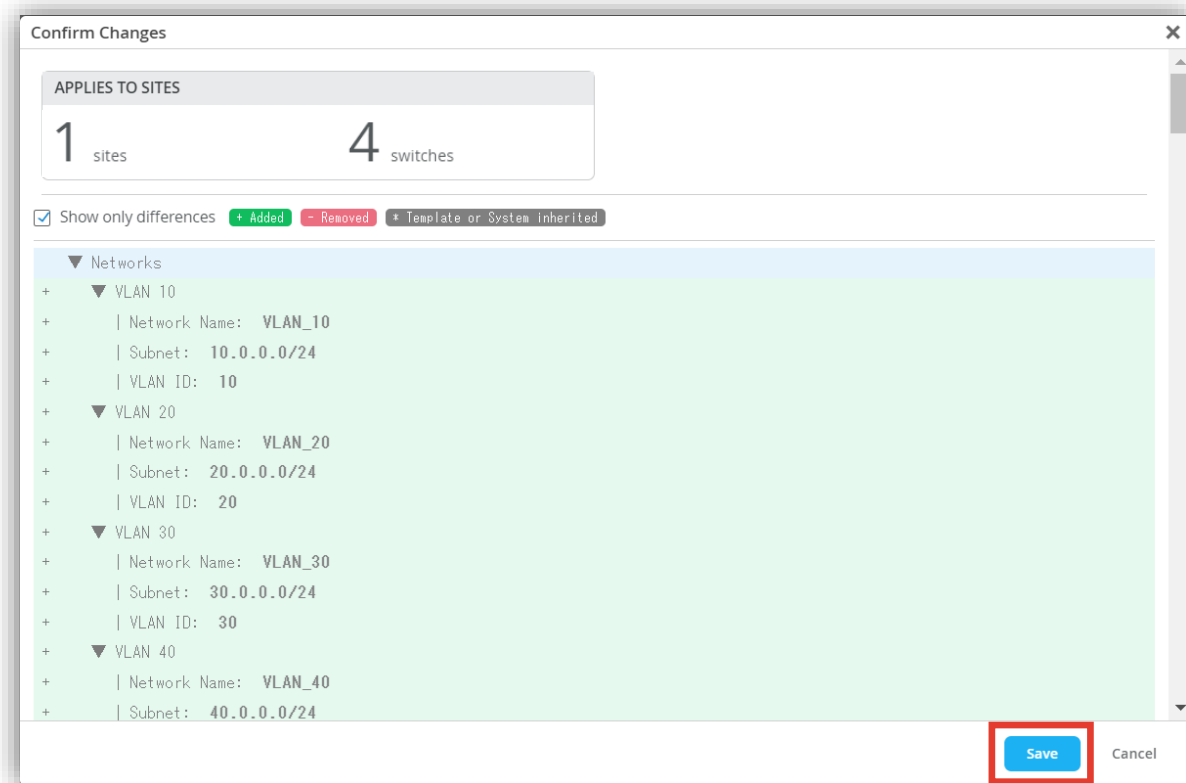 Confirm Changes
APPLIES TO SITES
1 sites 4 switches
Show only differences + Added - Removed * Template or System inherited
▼ Networks
+ ▼ VLAN 10
+ | Network Name: VLAN_10
+ | Subnet: 10.0.0.0/24
+ | VLAN ID: 10
+ ▼ VLAN 20
+ | Network Name: VLAN_20
+ | Subnet: 20.0.0.0/24
+ | VLAN ID: 20
+ ▼ VLAN 30
+ | Network Name: VLAN_30
+ | Subnet: 30.0.0.0/24
+ | VLAN ID: 30
+ ▼ VLAN 40
+ | Network Name: VLAN_40
+ | Subnet: 40.0.0.0/24
Save Cancel